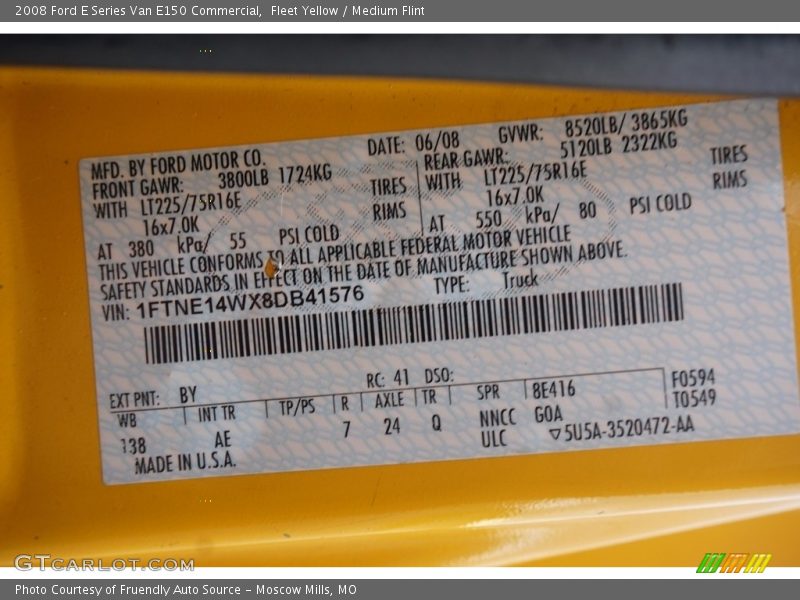 2008 Ford E Series Van E150 Commercial,  Fleet Yellow / Medium Flint
MFD. BY FORD MOTOR CO. DATE: 06/08 GVWR: 8520LB/ 3865KG
FRONT GAWR: 3800LB 1724KG REAR GAWR: 5120LB 2322KG
WITH LT225/75R16E TIRES WITH LT225/75R16E TIRES
16x7.0K RIMS 16x7.0K RIMS
AT 380 kPa/ 55 PSI COLD AT 550 kPa/ 80 PSI COLD
THIS VEHICLE CONFORMS TO ALL APPLICABLE FEDERAL MOTOR VEHICLE
SAFETY STANDARDS IN EFFECT ON THE DATE OF MANUFACTURE SHOWN ABOVE.
VIN: 1FTNE14WX8DB41576 TYPE: Truck
EXT PNT: BY RC: 41 DSO: F0594
WB INT TR TP/PS R AXLE TR SPR 8E416 T0549
138 AE 7 24 Q NNCC GOA
MADE IN U.S.A. ULC ▽5U5A-3520472-AA
GTCARLOT.COM
Photo Courtesy of Fruendly Auto Source – Moscow Mills, MO